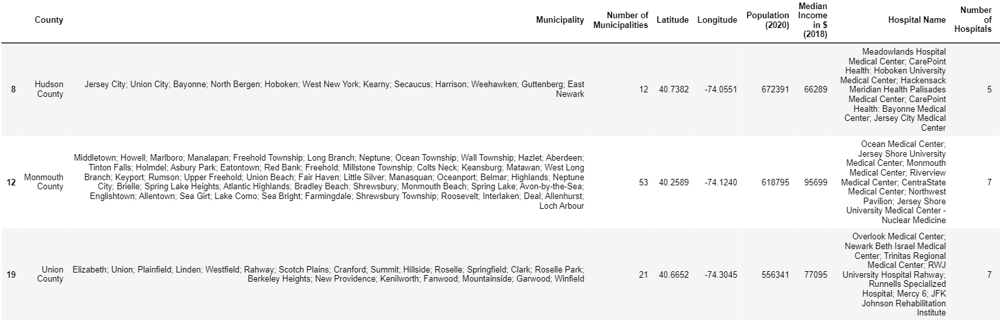 County Municipality Number of Municipalities Latitude Longitude Population (2020) Median Income in $ (2018) Hospital Name Number of Hospitals
8
Hudson
County
Jersey City; Union City; Bayonne; North Bergen; Hoboken; West New York; Kearny; Secaucus; Harrison; Weehawken; Guttenberg; East
Newark
12 40.7382 -74.0551 672391 66289
Meadowlands Hospital
Medical Center; CarePoint
Health: Hoboken University
Medical Center; Hackensack
Meridian Health Palisades
Medical Center; CarePoint
Health: Bayonne Medical
Center; Jersey City Medical
Center
5
12
Monmouth
County
Middletown; Howell; Marlboro; Manalapan; Freehold Township; Long Branch; Neptune; Ocean Township; Wall Township; Hazlet; Aberdeen;
Tinton Falls; Holmdel; Asbury Park; Eatontown; Red Bank; Freehold; Millstone Township; Colts Neck; Keansburg; Matawan; West Long
Branch; Keyport; Rumson; Upper Freehold; Union Beach; Fair Haven; Little Silver; Manasquan; Oceanport; Belmar; Highlands; Neptune
City; Brielle; Spring Lake Heights; Atlantic Highlands; Bradley Beach; Shrewsbury; Monmouth Beach; Spring Lake; Avon-by-the-Sea;
Englishtown; Allentown; Sea Girt; Lake Como; Sea Bright; Farmingdale; Shrewsbury Township; Roosevelt; Interlaken; Deal; Allenhurst;
Loch Arbour
53 40.2589 -74.1240 618795 95699
Ocean Medical Center;
Jersey Shore University
Medical Center; Monmouth
Medical Center; Riverview
Medical Center; CentraState
Medical Center; Northwest
Pavilion; Jersey Shore
University Medical Center -
Nuclear Medicine
7
19
Union
County
Elizabeth; Union; Plainfield; Linden; Westfield; Rahway; Scotch Plains; Cranford; Summit; Hillside; Roselle; Springfield; Clark; Roselle Park;
Berkeley Heights; New Providence; Kenilworth; Fanwood; Mountainside; Garwood; Winfield
21 40.6652 -74.3045 556341 77095
Overlook Medical Center;
Newark Beth Israel Medical
Center; Trinitas Regional
Medical Center; RWJ
University Hospital Rahway;
Runnells Specialized
Hospital; Mercy 6; JFK
Johnson Rehabilitation
Institute
7